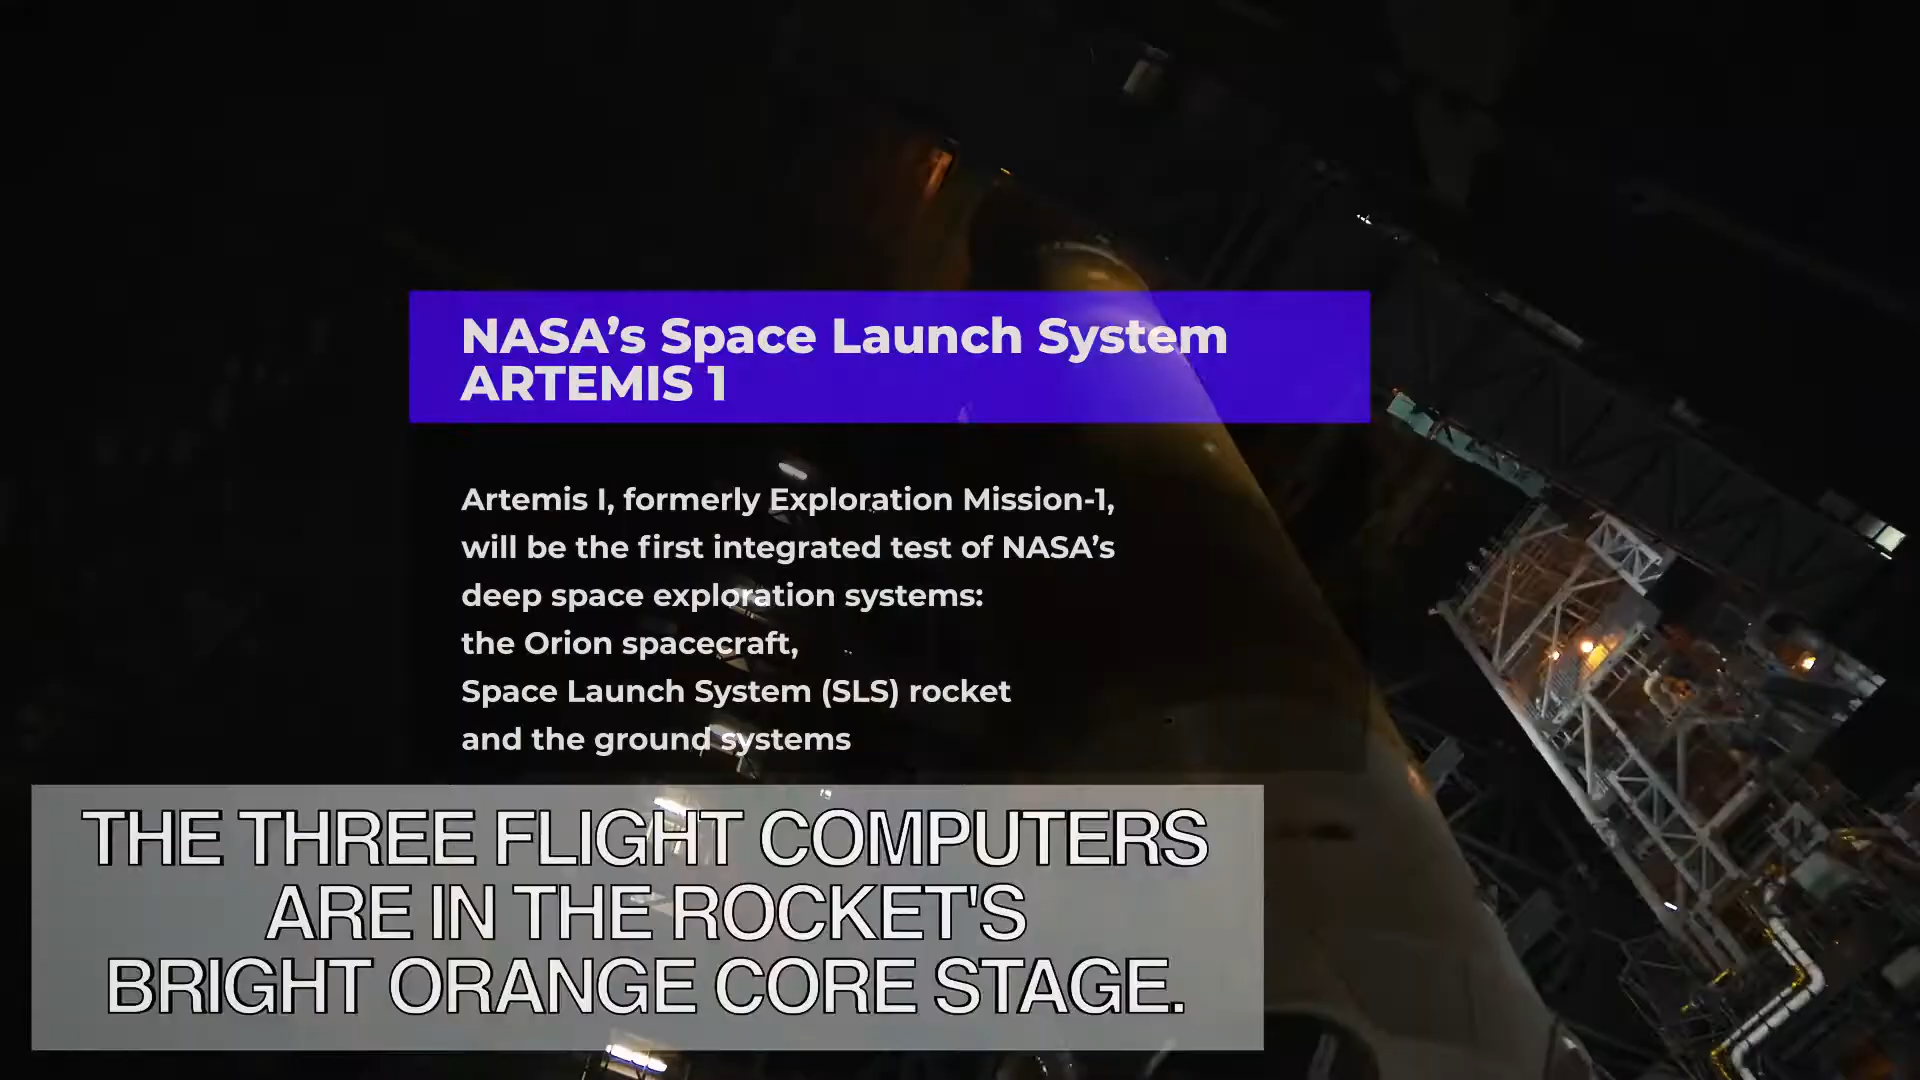 NASA’s Space Launch System
ARTEMIS 1
Artemis I, formerly Exploration Mission-1,
will be the first integrated test of NASA’s
deep space exploration systems:
the Orion spacecraft,
Space Launch System (SLS) rocket
and the ground systems
THE THREE FLIGHT COMPUTERS
ARE IN THE ROCKET'S
BRIGHT ORANGE CORE STAGE.